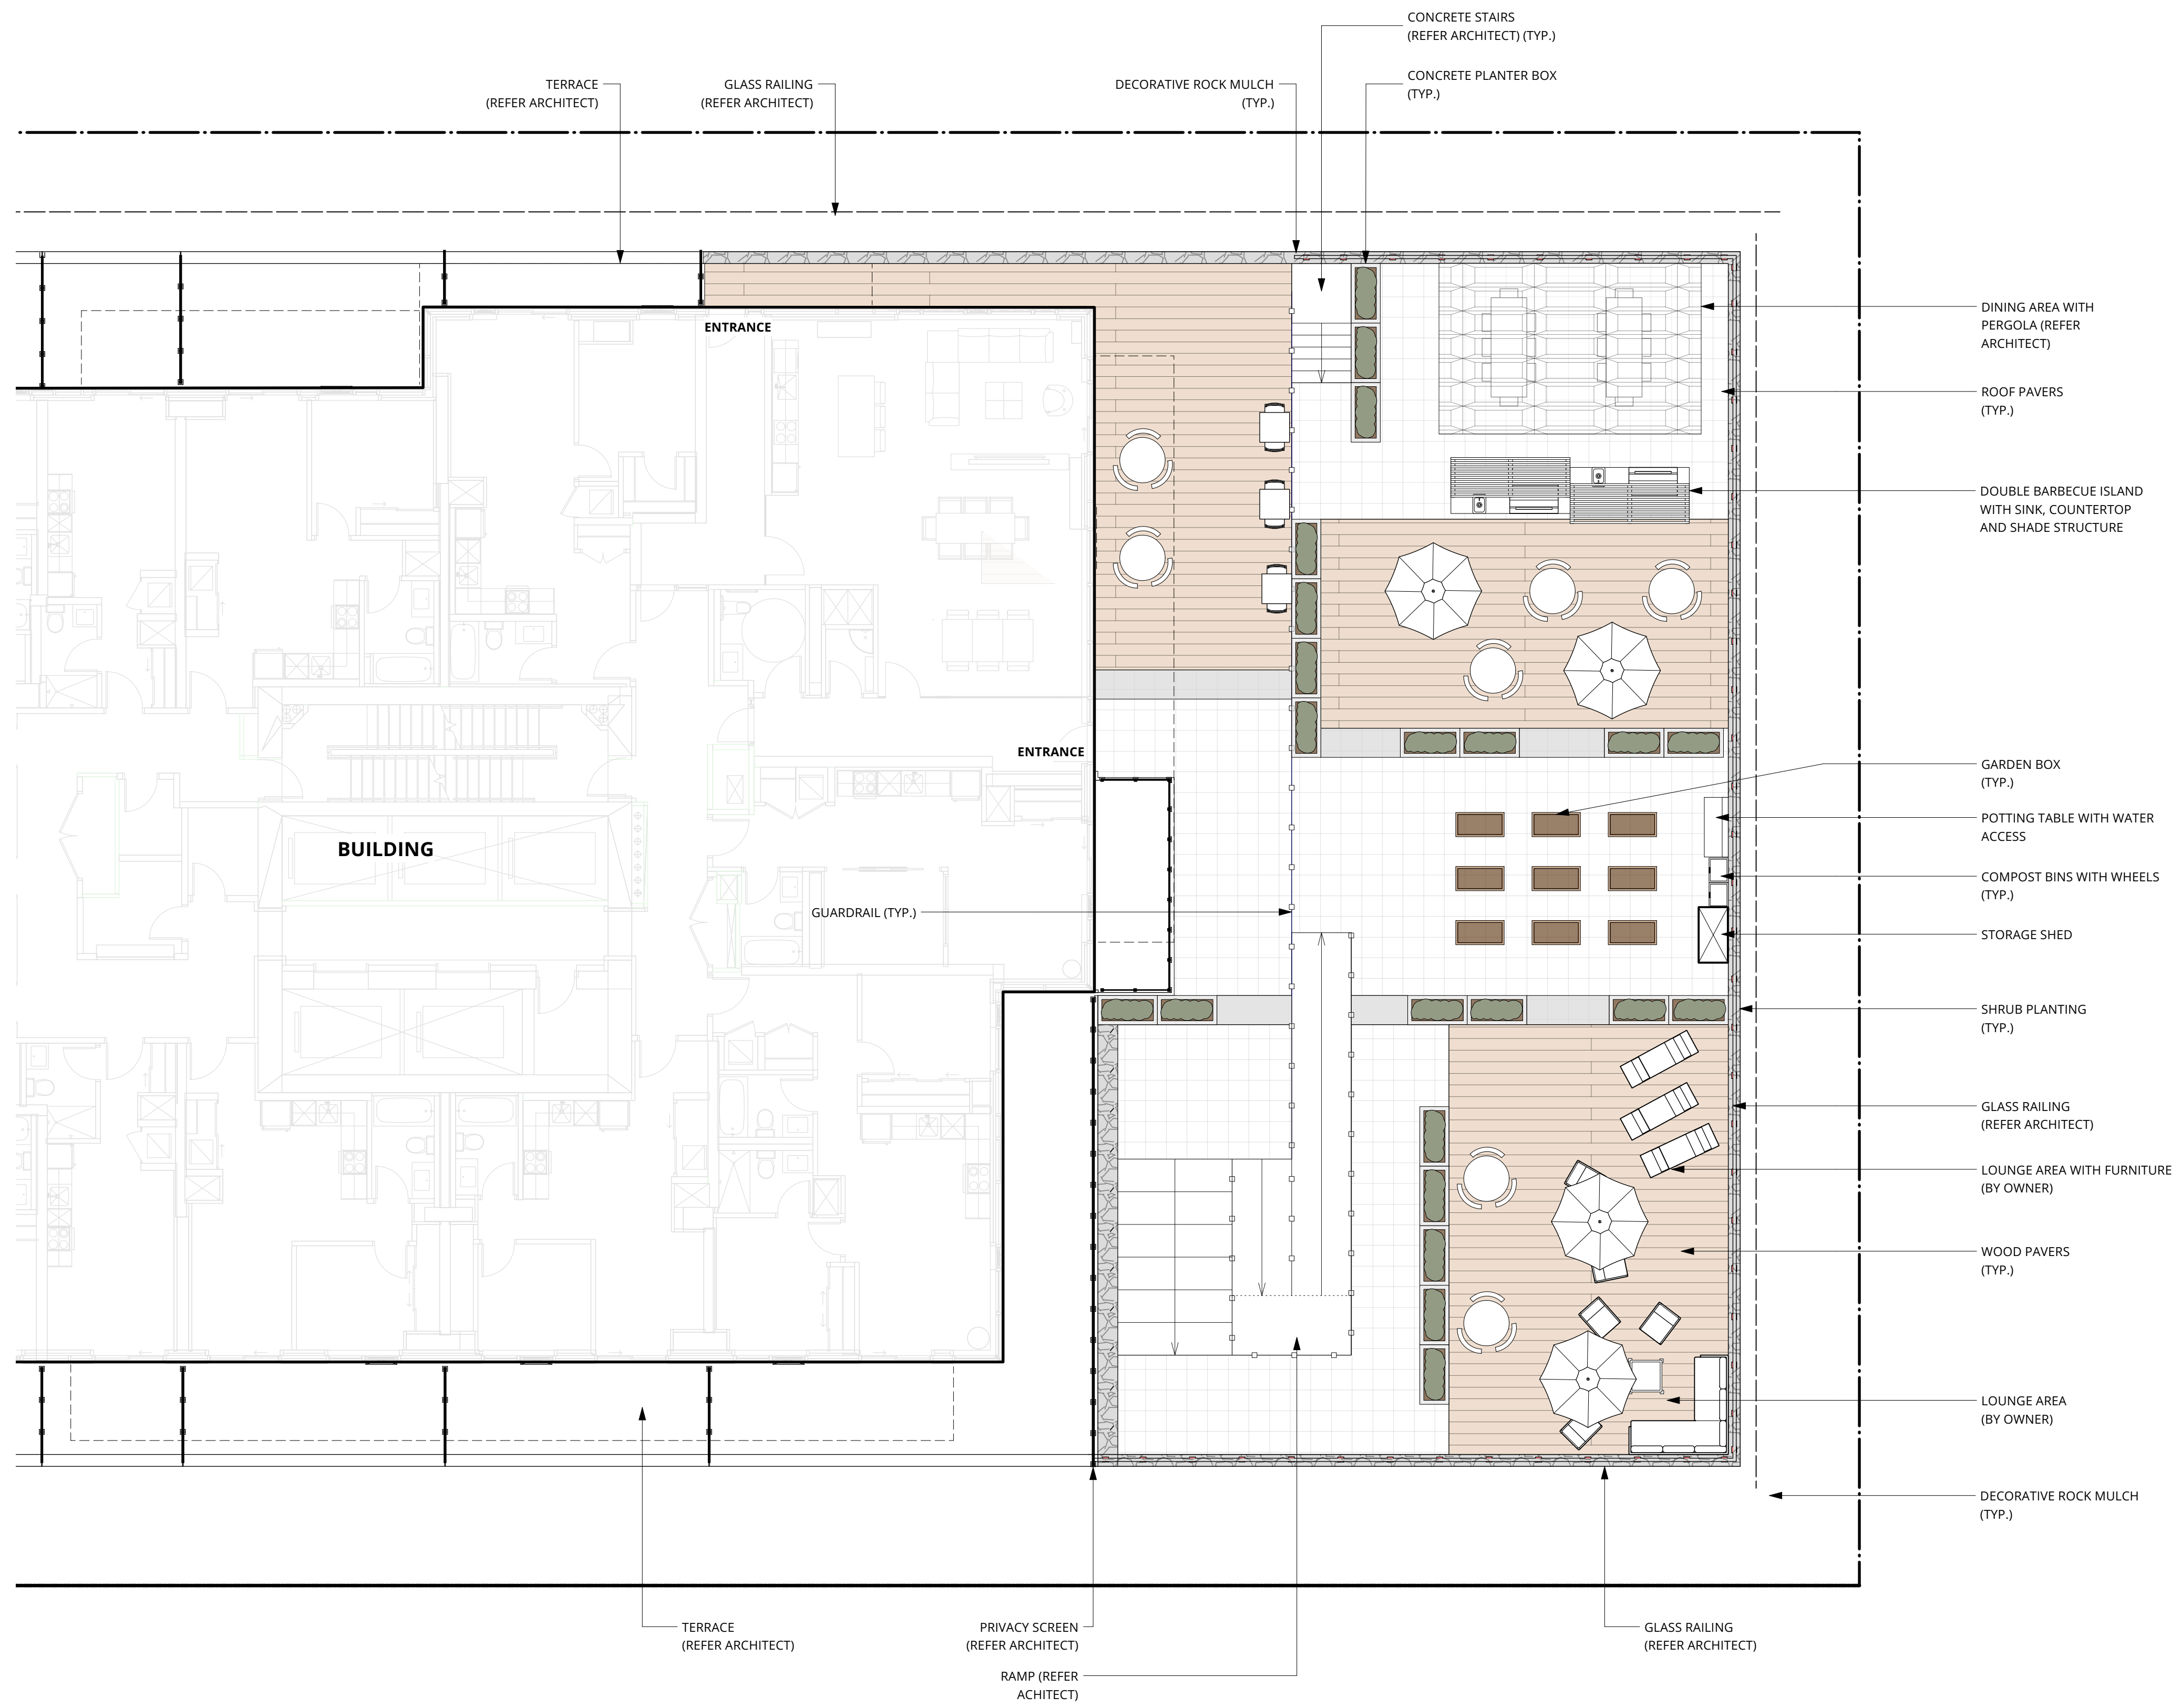 CONCRETE STAIRS
(REFER ARCHITECT) (TYP.)
TERRACE
(REFER ARCHITECT)
GLASS RAILING
(REFER ARCHITECT)
DECORATIVE ROCK MULCH
(TYP.)
CONCRETE PLANTER BOX
(TYP.)
ENTRANCE
DINING AREA WITH
PERGOLA (REFER
ARCHITECT)
ROOF PAVERS
(TYP.)
DOUBLE BARBECUE ISLAND
WITH SINK, COUNTERTOP
AND SHADE STRUCTURE
ENTRANCE
GARDEN BOX
(TYP.)
POTTING TABLE WITH WATER
ACCESS
BUILDING
COMPOST BINS WITH WHEELS
(TYP.)
GUARDRAIL (TYP.)
STORAGE SHED
SHRUB PLANTING
(TYP.)
GLASS RAILING
(REFER ARCHITECT)
LOUNGE AREA WITH FURNITURE
(BY OWNER)
WOOD PAVERS
(TYP.)
LOUNGE AREA
(BY OWNER)
DECORATIVE ROCK MULCH
(TYP.)
TERRACE
(REFER ARCHITECT)
PRIVACY SCREEN
(REFER ARCHITECT)
GLASS RAILING
(REFER ARCHITECT)
RAMP (REFER
ACHITECT)